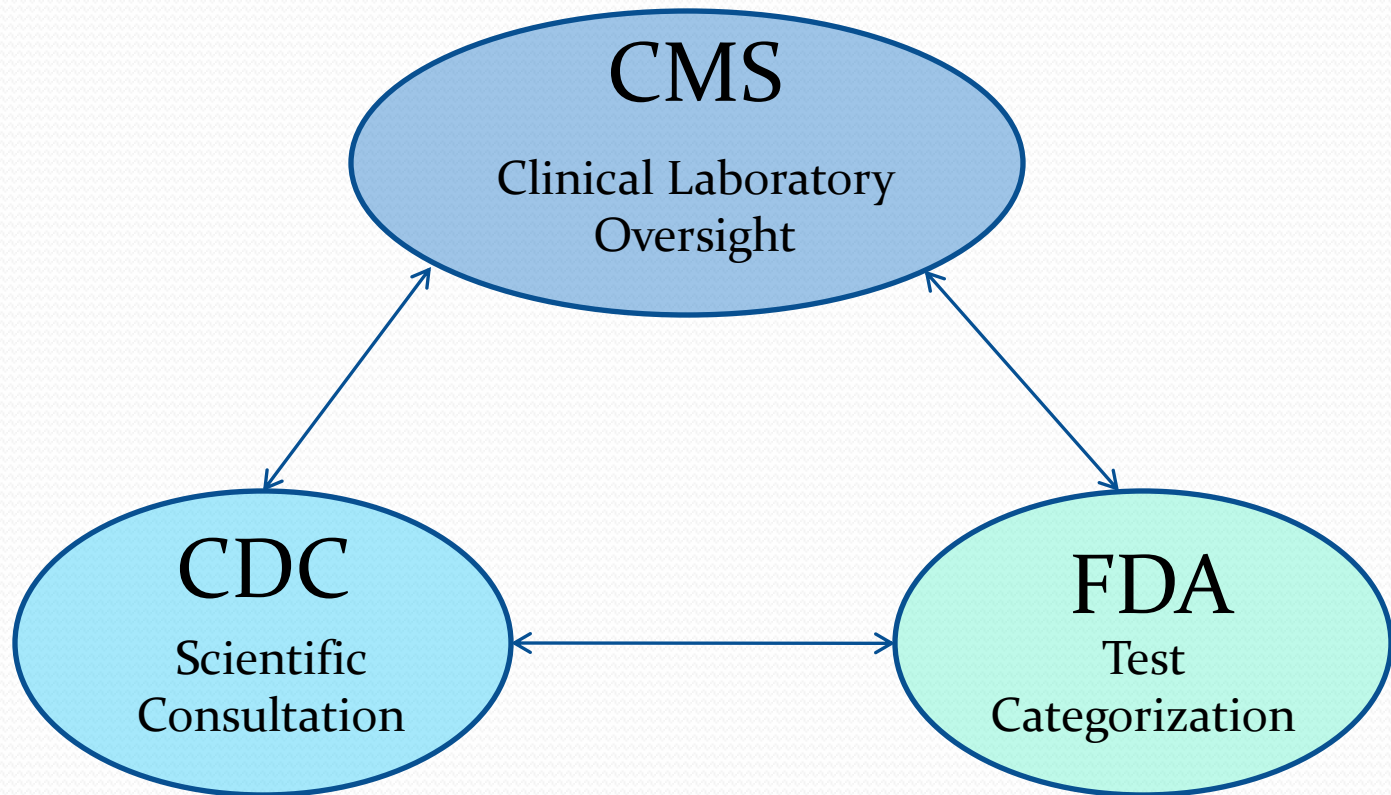 CMS
Clinical Laboratory
Oversight
CDC
Scientific
Consultation
FDA
Test
Categorization